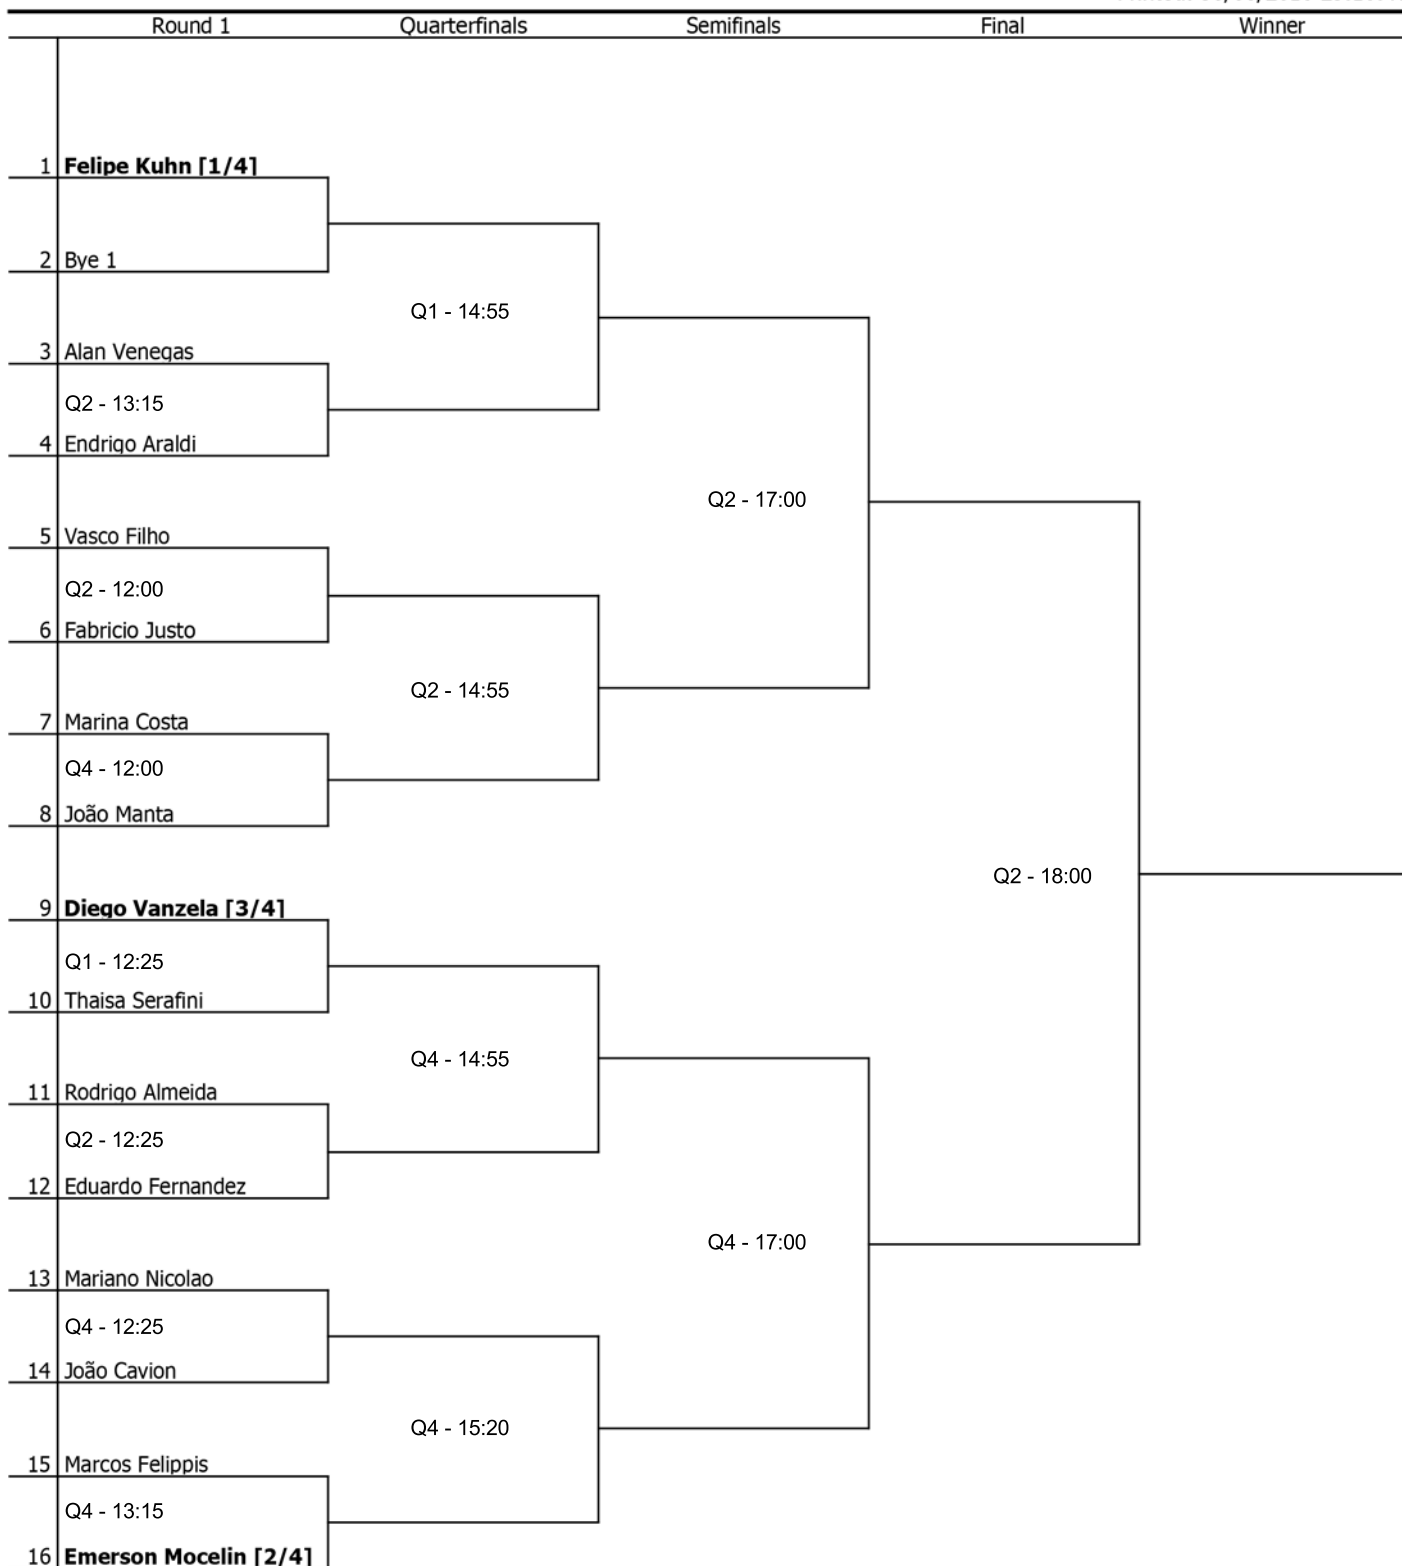 Round 1 Quarterfinals Semifinals Final Winner
1 Felipe Kuhn [1/4]
2 Bye 1
Q1 - 14:55
3 Alan Venegas
Q2 - 13:15
4 Endrigo Araldi
Q2 - 17:00
5 Vasco Filho
Q2 - 12:00
6 Fabricio Justo
Q2 - 14:55
7 Marina Costa
Q4 - 12:00
8 João Manta
Q2 - 18:00
9 Diego Vanzela [3/4]
Q1 - 12:25
10 Thaisa Serafini
Q4 - 14:55
11 Rodrigo Almeida
Q2 - 12:25
12 Eduardo Fernandez
Q4 - 17:00
13 Mariano Nicolao
Q4 - 12:25
14 João Cavion
Q4 - 15:20
15 Marcos Felippis
Q4 - 13:15
16 Emerson Mocelin [2/4]